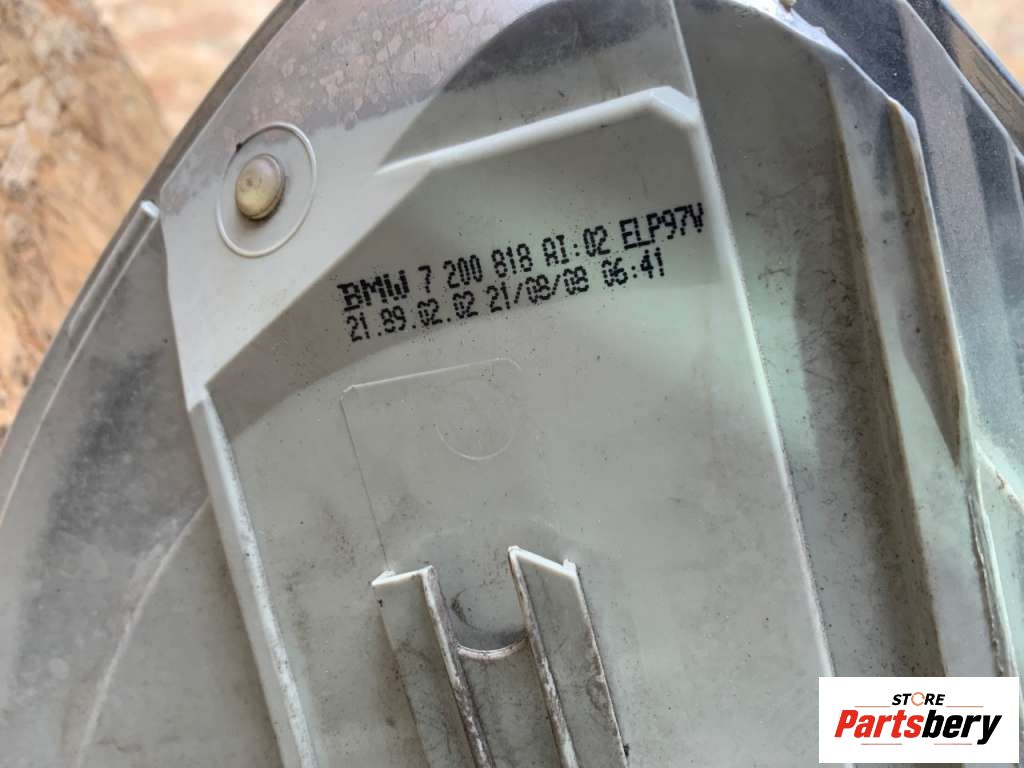 BMW 7 200 818 AI:02 ELP97V
21.89.02.02 21/08/08 06:41
STORE
Partsbery